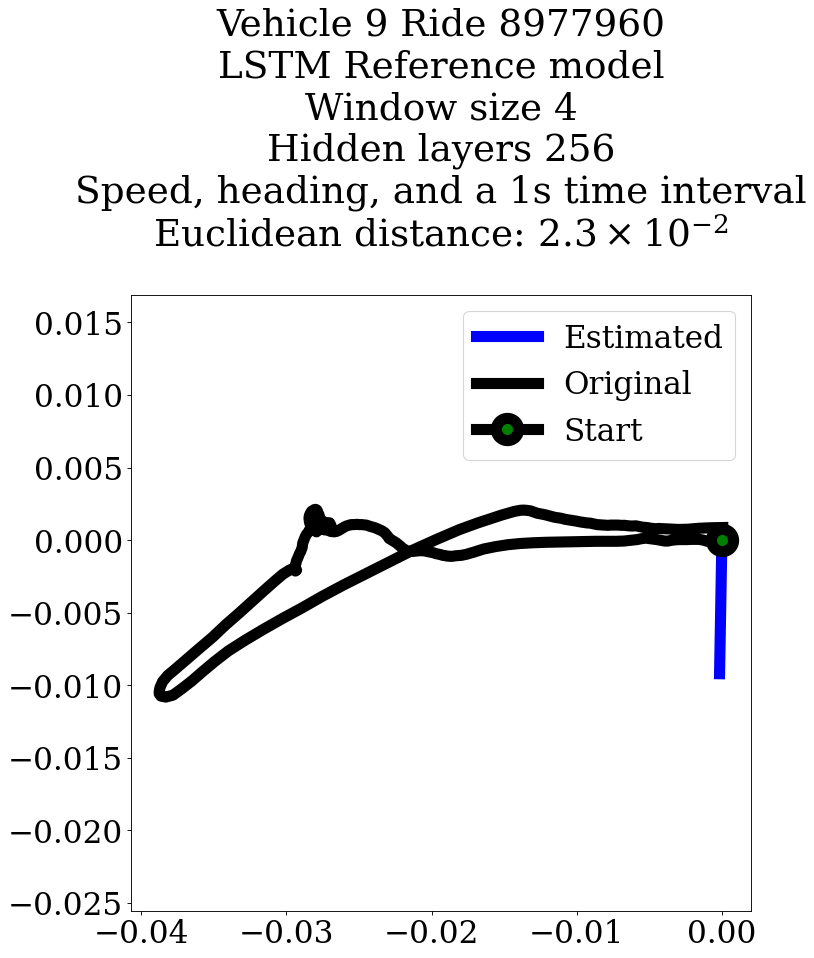 Vehicle 9 Ride 8977960
LSTM Reference model
Window size 4
Hidden layers 256
Speed, heading, and a 1s time interval
Euclidean distance: 2.3 × 10⁻²
Estimated
Original
Start
0.015
0.010
0.005
0.000
−0.005
−0.010
−0.015
−0.020
−0.025
−0.04
−0.03
−0.02
−0.01
0.00